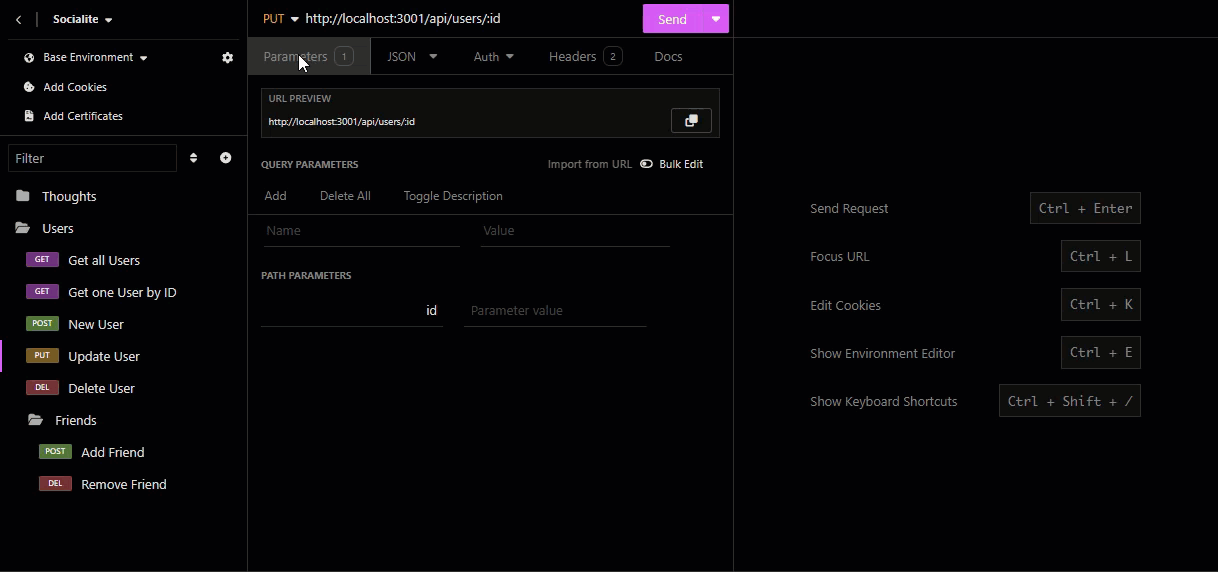 Socialite
Base Environment
Add Cookies
Add Certificates
Filter
Thoughts
Users
GET Get all Users
GET Get one User by ID
POST New User
PUT Update User
DEL Delete User
Friends
POST Add Friend
DEL Remove Friend
PUT http://localhost:3001/api/users/:id Send
Parameters 1 JSON Auth Headers 2 Docs
URL PREVIEW
http://localhost:3001/api/users/:id
QUERY PARAMETERS Import from URL Bulk Edit
Add Delete All Toggle Description
Name Value
PATH PARAMETERS
id Parameter value
Send Request Ctrl + Enter
Focus URL Ctrl + L
Edit Cookies Ctrl + K
Show Environment Editor Ctrl + E
Show Keyboard Shortcuts Ctrl + Shift + /